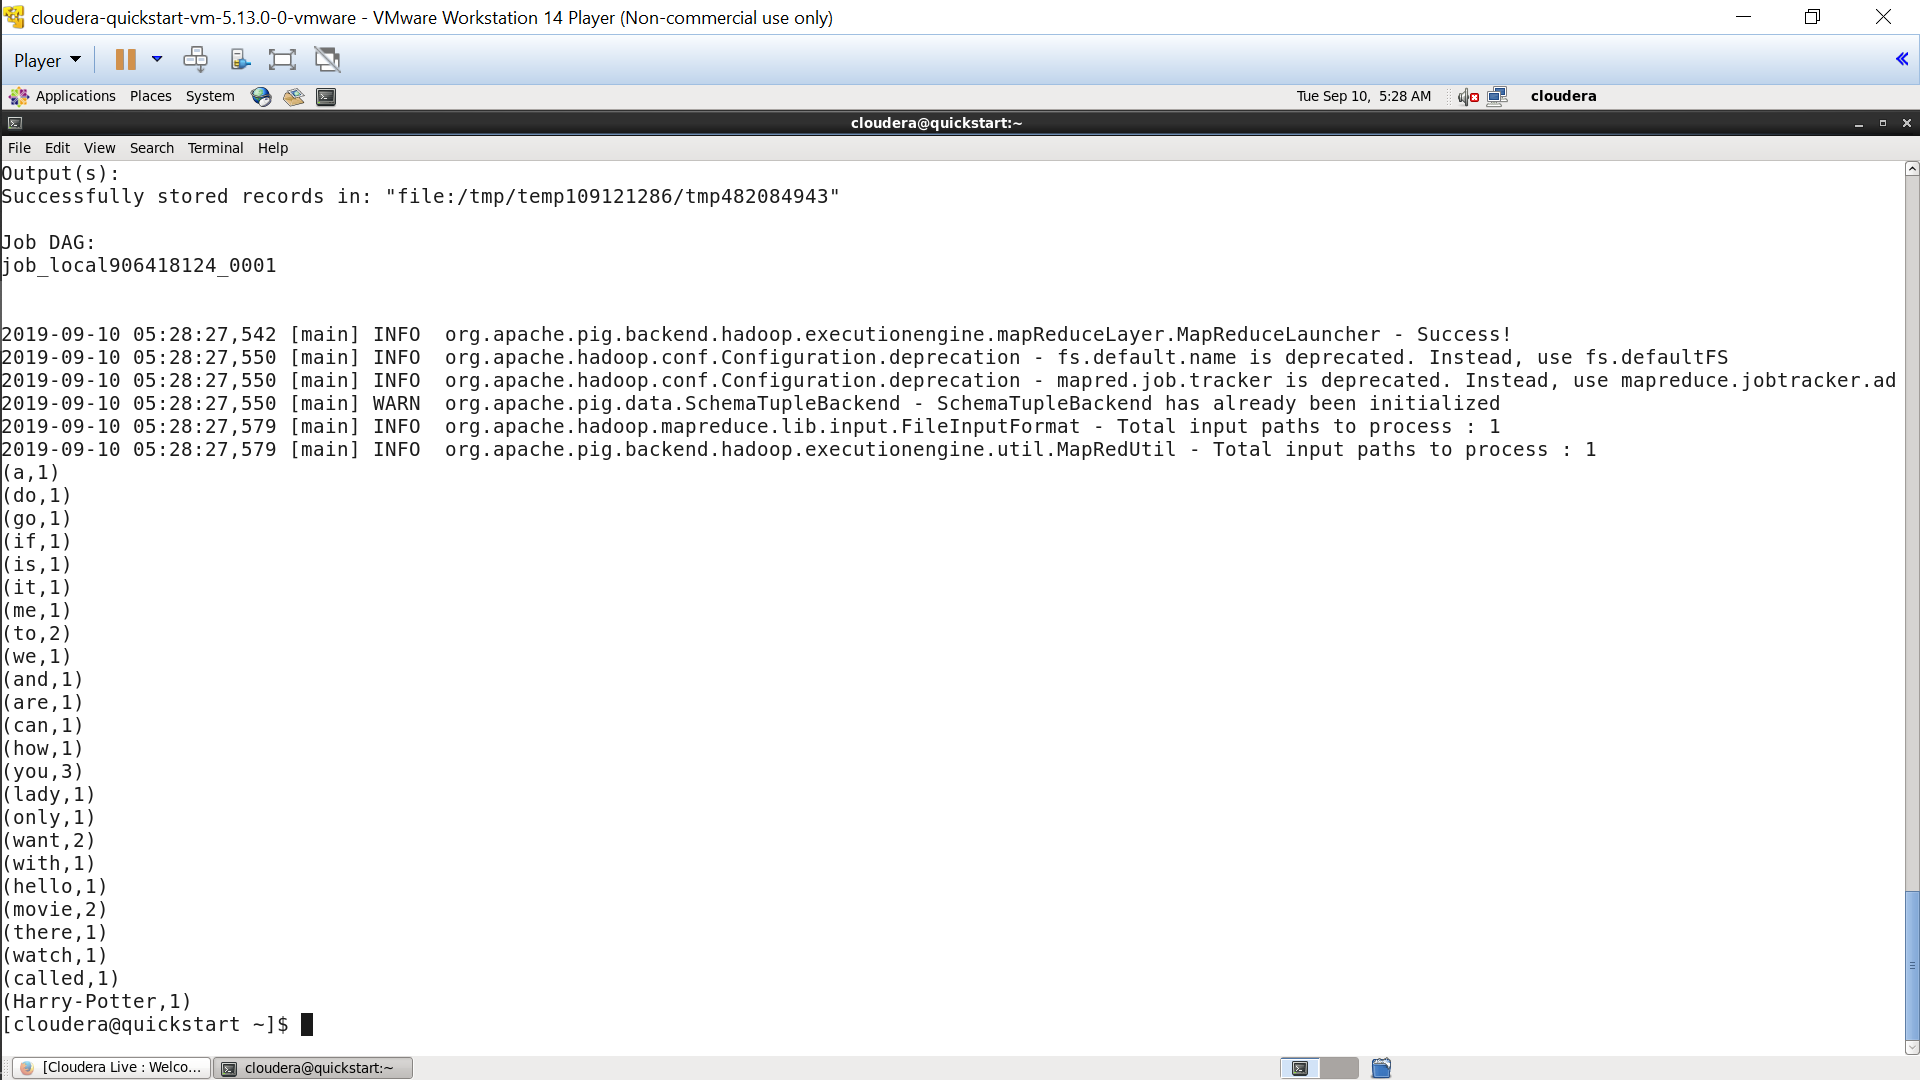 cloudera-quickstart-vm-5.13.0-0-vmware - VMware Workstation 14 Player (Non-commercial use only)
Player
Applications Places System Tue Sep 10, 5:28 AM cloudera
cloudera@quickstart:~
File Edit View Search Terminal Help
Output(s):
Successfully stored records in: "file:/tmp/temp109121286/tmp482084943"
Job DAG:
job_local906418124_0001
2019-09-10 05:28:27,542 [main] INFO  org.apache.pig.backend.hadoop.executionengine.mapReduceLayer.MapReduceLauncher - Success!
2019-09-10 05:28:27,550 [main] INFO  org.apache.hadoop.conf.Configuration.deprecation - fs.default.name is deprecated. Instead, use fs.defaultFS
2019-09-10 05:28:27,550 [main] INFO  org.apache.hadoop.conf.Configuration.deprecation - mapred.job.tracker is deprecated. Instead, use mapreduce.jobtracker.ad
2019-09-10 05:28:27,550 [main] WARN  org.apache.pig.data.SchemaTupleBackend - SchemaTupleBackend has already been initialized
2019-09-10 05:28:27,579 [main] INFO  org.apache.hadoop.mapreduce.lib.input.FileInputFormat - Total input paths to process : 1
2019-09-10 05:28:27,579 [main] INFO  org.apache.pig.backend.hadoop.executionengine.util.MapRedUtil - Total input paths to process : 1
(a,1)
(do,1)
(go,1)
(if,1)
(is,1)
(it,1)
(me,1)
(to,2)
(we,1)
(and,1)
(are,1)
(can,1)
(how,1)
(you,3)
(lady,1)
(only,1)
(want,2)
(with,1)
(hello,1)
(movie,2)
(there,1)
(watch,1)
(called,1)
(Harry-Potter,1)
[cloudera@quickstart ~]$
[Cloudera Live : Welco... cloudera@quickstart:~